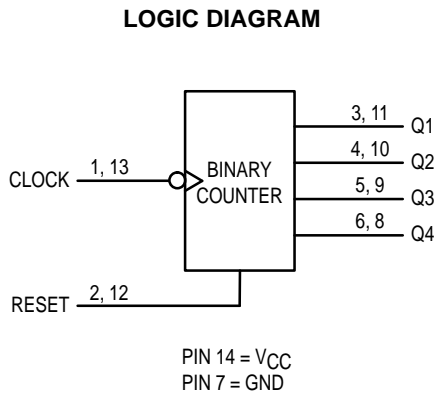 LOGIC DIAGRAM
3, 11 Q1
4, 10 Q2
CLOCK 1, 13 BINARY COUNTER
5, 9 Q3
6, 8 Q4
RESET 2, 12
PIN 14 = VCC
PIN 7 = GND